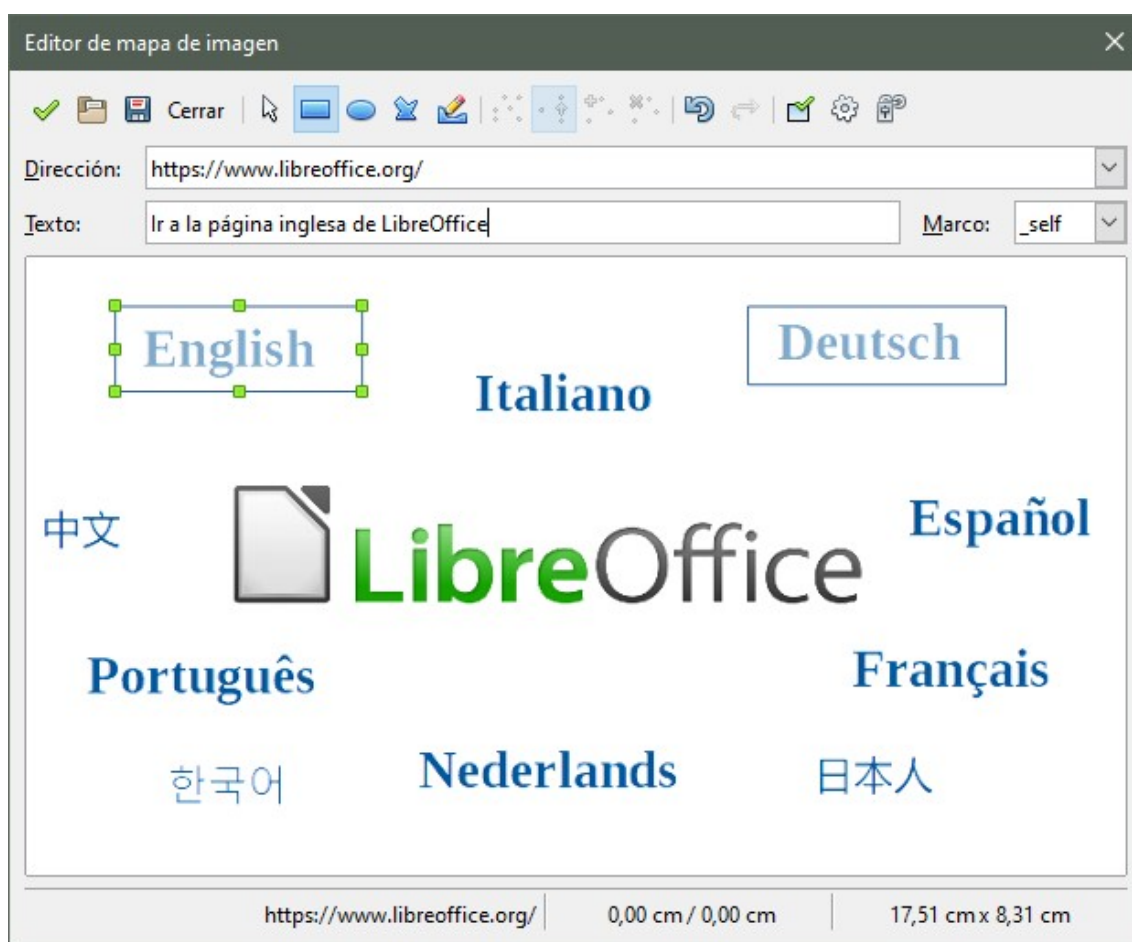 Editor de mapa de imagen
Cerrar
Dirección: https://www.libreoffice.org/
Texto: Ir a la página inglesa de LibreOffice Marco: _self
English
Deutsch
Italiano
中文
Español
LibreOffice
Português
Français
한국어
Nederlands
日本人
https://www.libreoffice.org/ 0,00 cm / 0,00 cm 17,51 cm x 8,31 cm